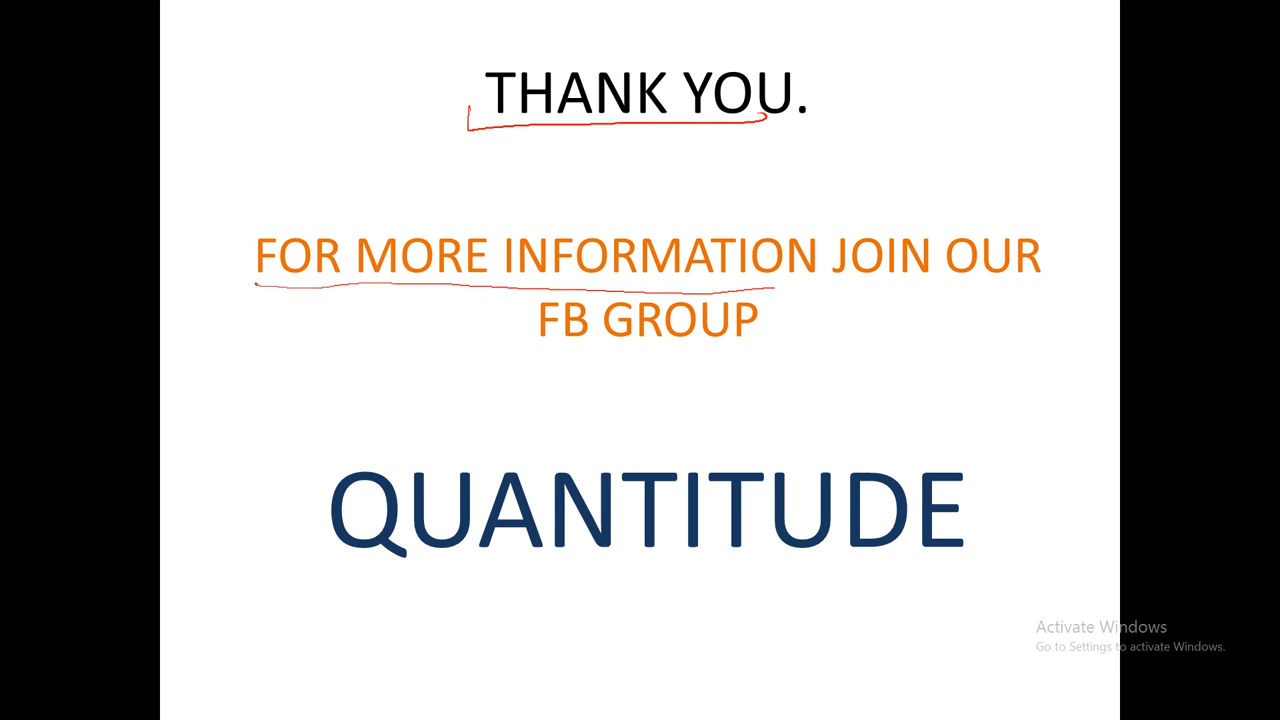 THANK YOU.
FOR MORE INFORMATION JOIN OUR
FB GROUP
QUANTITUDE
Activate Windows
Go to Settings to activate Windows.